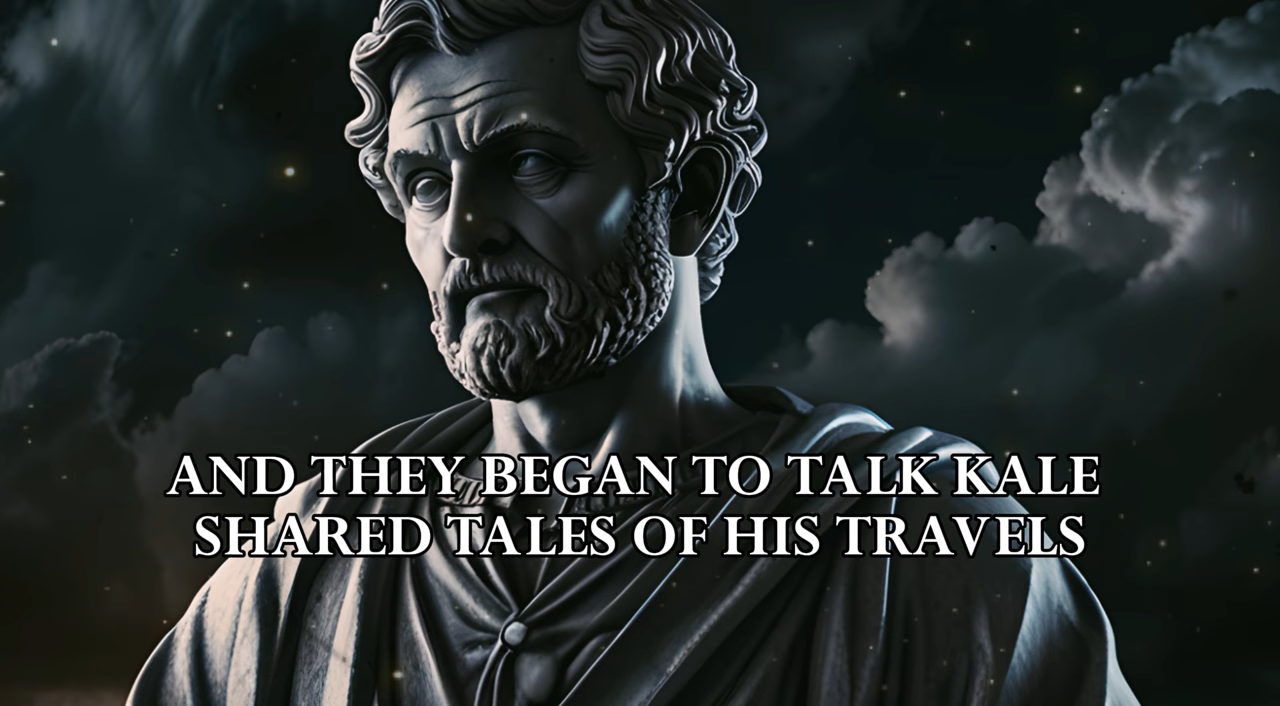 AND THEY BEGAN TO TALK KALE
SHARED TALES OF HIS TRAVELS